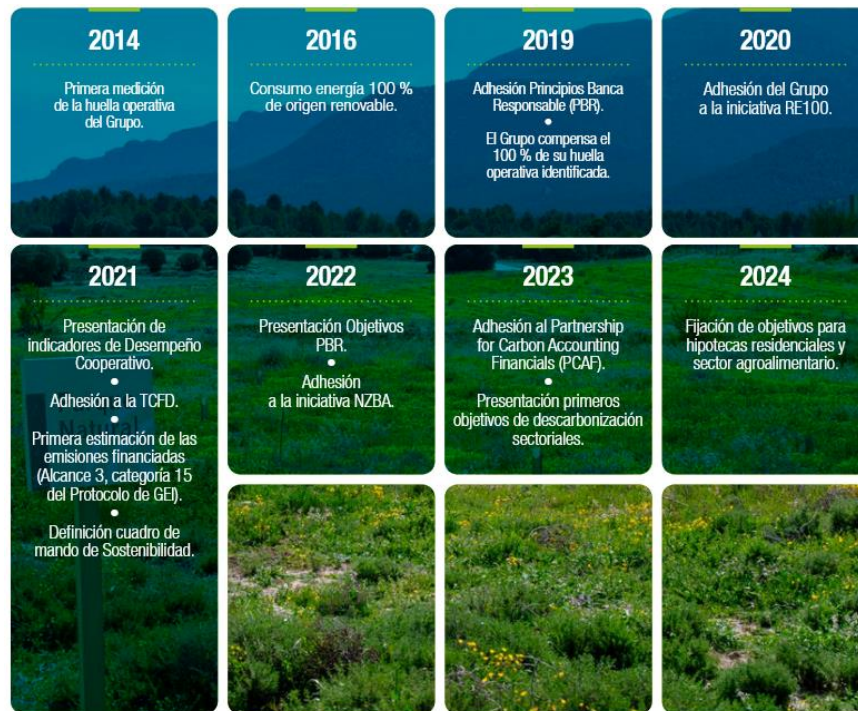 2014
Primera medición
de la huella operativa
del Grupo.
2016
Consumo energía 100 %
de origen renovable.
2019
Adhesión Principios Banca
Responsable (PBR).
El Grupo compensa el
100 % de su huella
operativa identificada.
2020
Adhesión del Grupo
a la iniciativa RE100.
2021
Presentación de
indicadores de Desempeño
Cooperativo.
Adhesión a la TCFD.
Primera estimación de las
emisiones financiadas
(Alcance 3, categoría 15
del Protocolo de GEI).
Definición cuadro de
mando de Sostenibilidad.
2022
Presentación Objetivos
PBR.
Adhesión
a la iniciativa NZBA.
2023
Adhesión al Partnership
for Carbon Accounting
Financials (PCAF).
Presentación primeros
objetivos de descarbonización
sectoriales.
2024
Fijación de objetivos para
hipotecas residenciales y
sector agroalimentario.